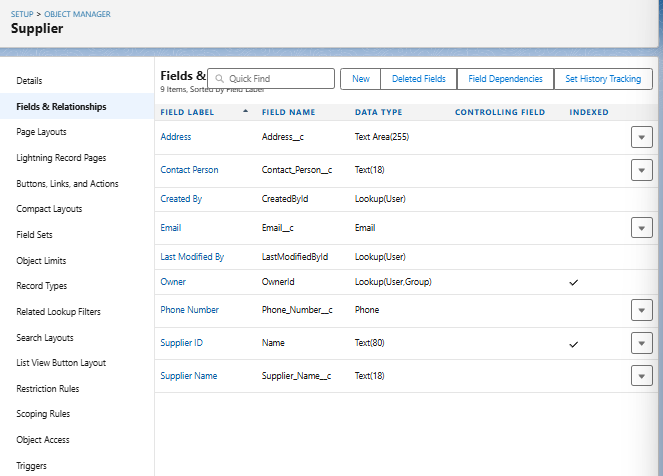 SETUP > OBJECT MANAGER
Supplier
Details
Fields & Relationships
Page Layouts
Lightning Record Pages
Buttons, Links, and Actions
Compact Layouts
Field Sets
Object Limits
Record Types
Related Lookup Filters
Search Layouts
List View Button Layout
Restriction Rules
Scoping Rules
Object Access
Triggers
Fields &
Quick Find
New
Deleted Fields
Field Dependencies
Set History Tracking
9 Items, Sorted by Field Label
FIELD LABEL FIELD NAME DATA TYPE CONTROLLING FIELD INDEXED
Address Address__c Text Area(255)
Contact Person Contact_Person__c Text(18)
Created By CreatedById Lookup(User)
Email Email__c Email
Last Modified By LastModifiedById Lookup(User)
Owner OwnerId Lookup(User,Group)
Phone Number Phone_Number__c Phone
Supplier ID Name Text(80)
Supplier Name Supplier_Name__c Text(18)